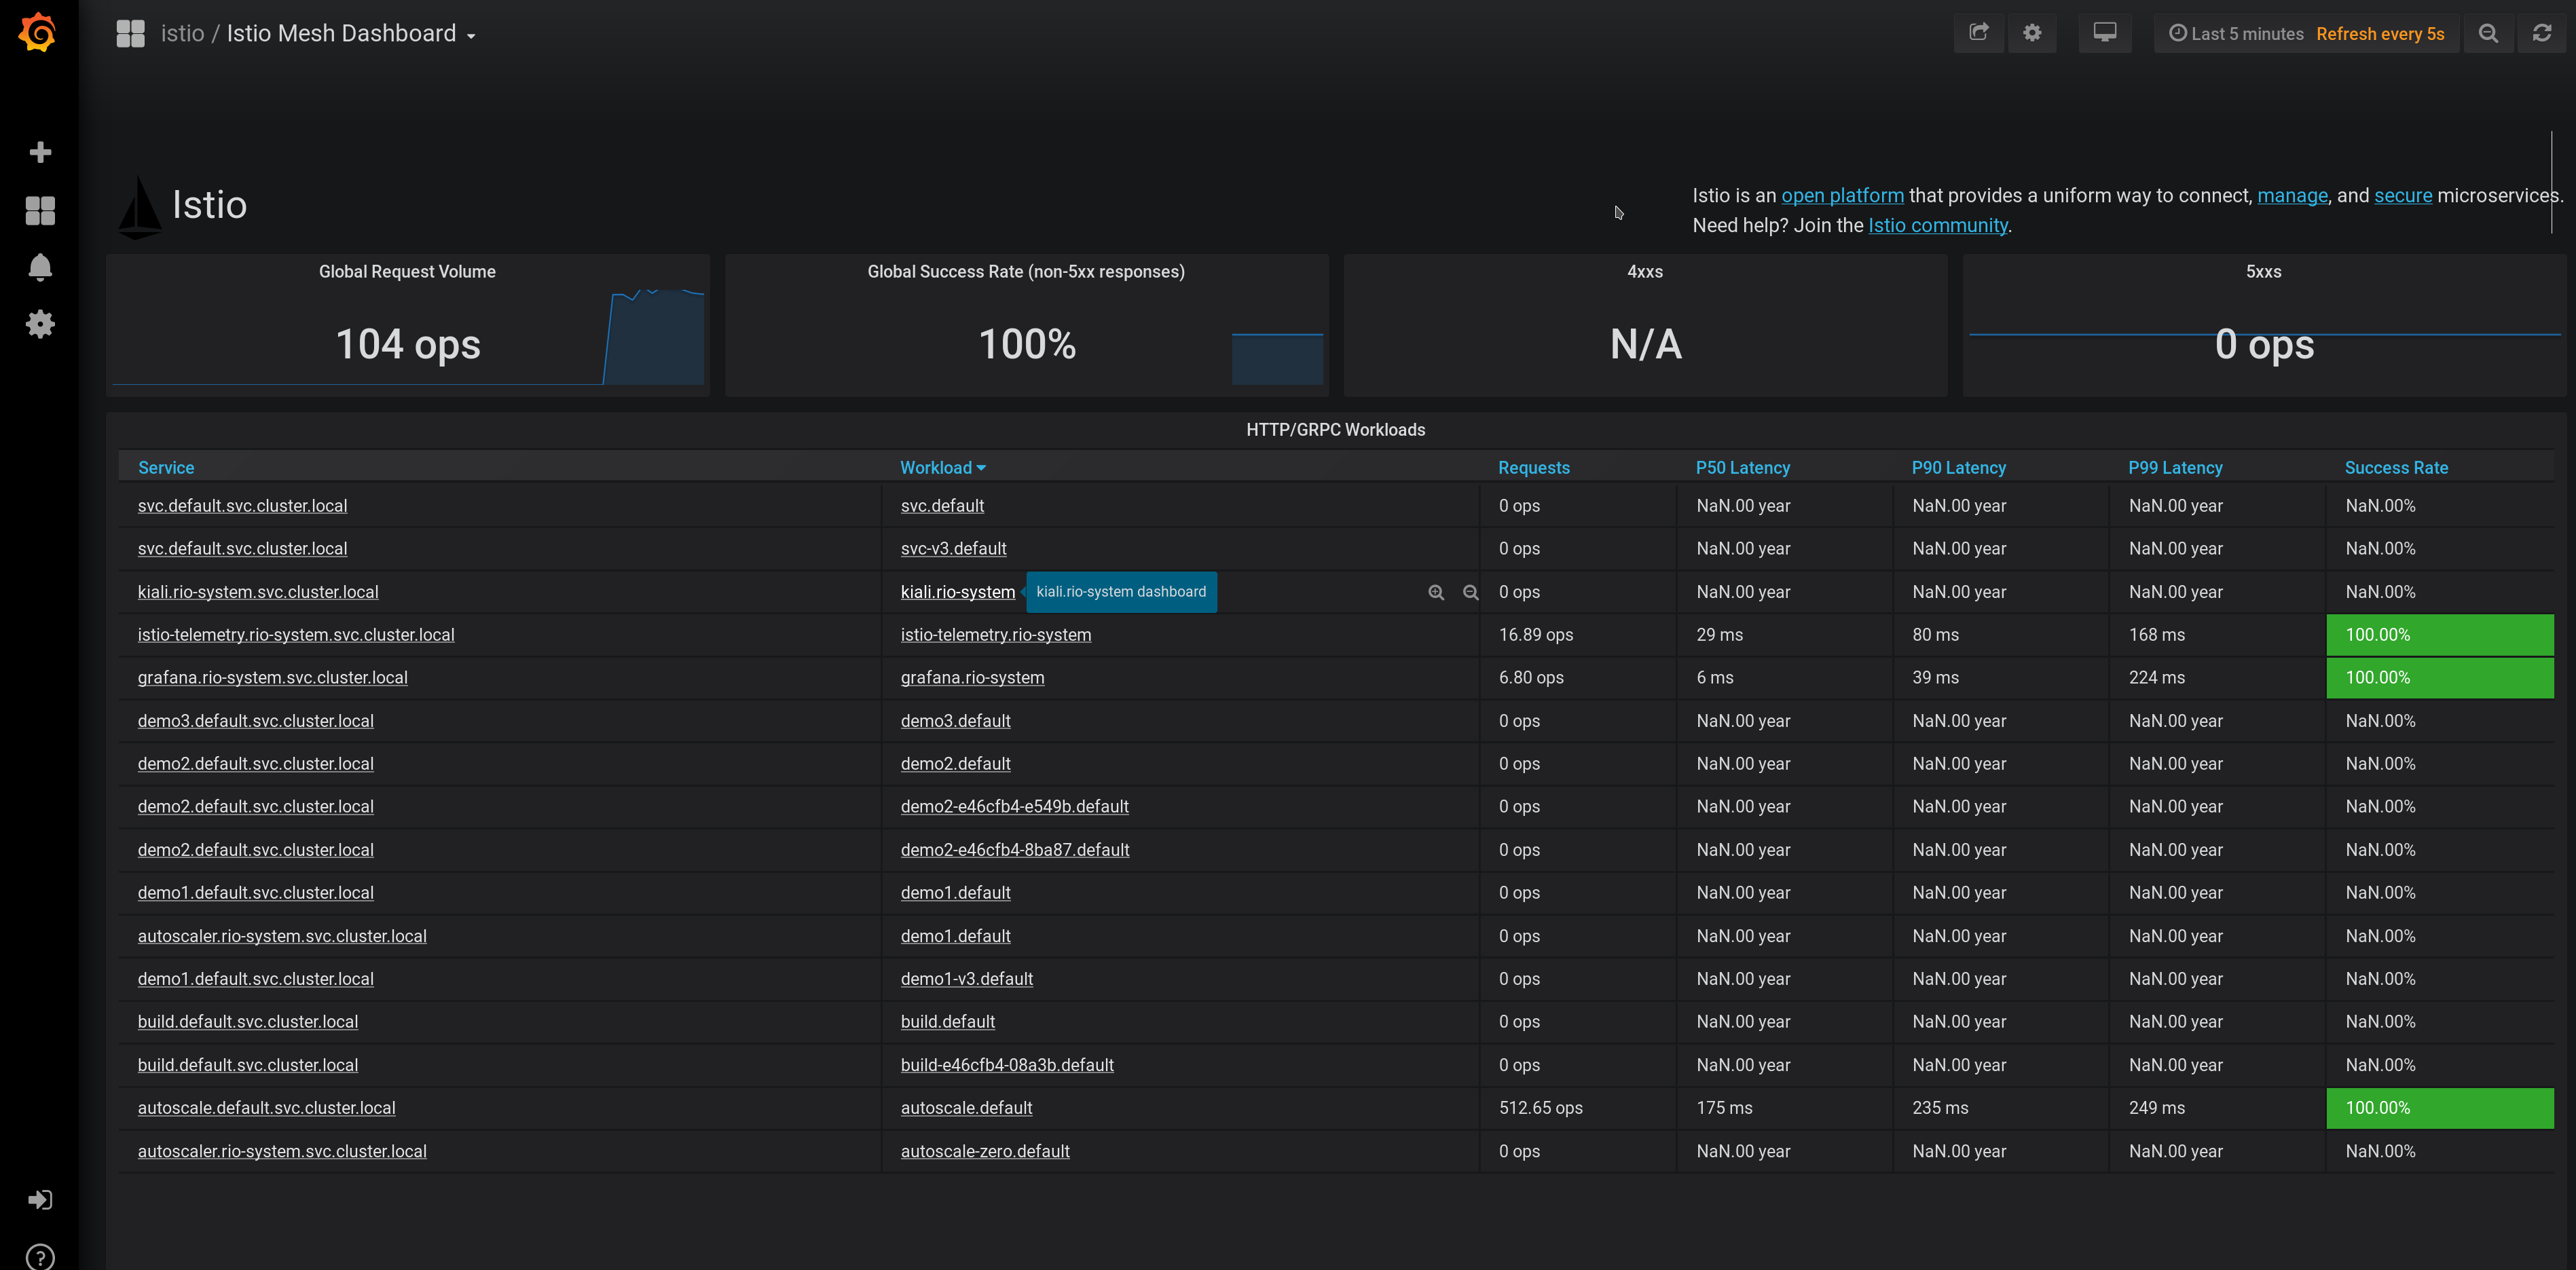 istio / Istio Mesh Dashboard
Last 5 minutes Refresh every 5s
Istio
Istio is an open platform that provides a uniform way to connect, manage, and secure microservices.
Need help? Join the Istio community.
Global Request Volume
104 ops
Global Success Rate (non-5xx responses)
100%
4xxs
N/A
5xxs
0 ops
HTTP/GRPC Workloads
Service Workload Requests P50 Latency P90 Latency P99 Latency Success Rate
svc.default.svc.cluster.local svc.default 0 ops NaN.00 year NaN.00 year NaN.00 year NaN.00%
svc.default.svc.cluster.local svc-v3.default 0 ops NaN.00 year NaN.00 year NaN.00 year NaN.00%
kiali.rio-system.svc.cluster.local kiali.rio-system kiali.rio-system dashboard 0 ops NaN.00 year NaN.00 year NaN.00 year NaN.00%
istio-telemetry.rio-system.svc.cluster.local istio-telemetry.rio-system 16.89 ops 29 ms 80 ms 168 ms 100.00%
grafana.rio-system.svc.cluster.local grafana.rio-system 6.80 ops 6 ms 39 ms 224 ms 100.00%
demo3.default.svc.cluster.local demo3.default 0 ops NaN.00 year NaN.00 year NaN.00 year NaN.00%
demo2.default.svc.cluster.local demo2.default 0 ops NaN.00 year NaN.00 year NaN.00 year NaN.00%
demo2.default.svc.cluster.local demo2-e46cfb4-e549b.default 0 ops NaN.00 year NaN.00 year NaN.00 year NaN.00%
demo2.default.svc.cluster.local demo2-e46cfb4-8ba87.default 0 ops NaN.00 year NaN.00 year NaN.00 year NaN.00%
demo1.default.svc.cluster.local demo1.default 0 ops NaN.00 year NaN.00 year NaN.00 year NaN.00%
autoscaler.rio-system.svc.cluster.local demo1.default 0 ops NaN.00 year NaN.00 year NaN.00 year NaN.00%
demo1.default.svc.cluster.local demo1-v3.default 0 ops NaN.00 year NaN.00 year NaN.00 year NaN.00%
build.default.svc.cluster.local build.default 0 ops NaN.00 year NaN.00 year NaN.00 year NaN.00%
build.default.svc.cluster.local build-e46cfb4-08a3b.default 0 ops NaN.00 year NaN.00 year NaN.00 year NaN.00%
autoscale.default.svc.cluster.local autoscale.default 512.65 ops 175 ms 235 ms 249 ms 100.00%
autoscaler.rio-system.svc.cluster.local autoscale-zero.default 0 ops NaN.00 year NaN.00 year NaN.00 year NaN.00%